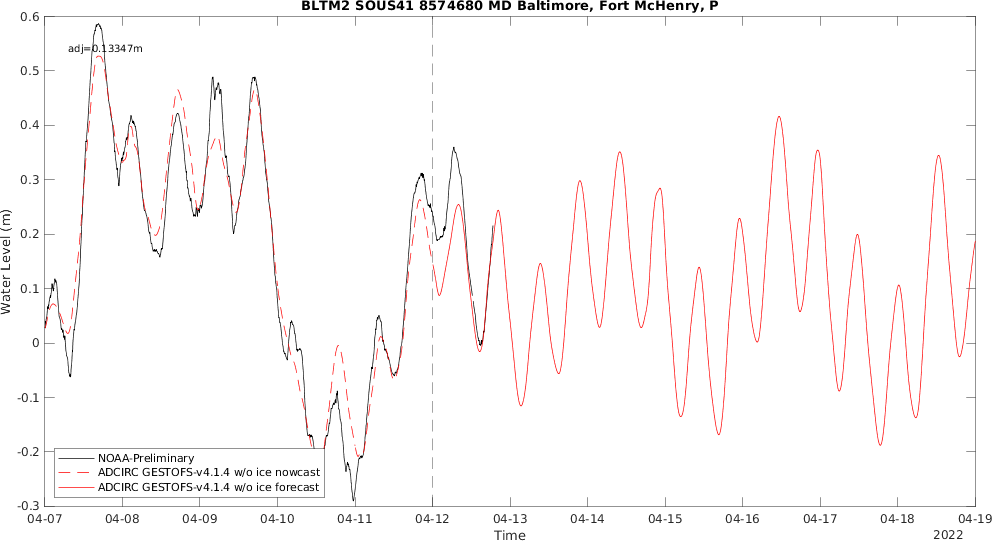 BLTM2 SOUS41 8574680 MD Baltimore, Fort McHenry, P
adj=0.13347m
Water Level (m)
0.6
0.5
0.4
0.3
0.2
0.1
0
-0.1
-0.2
-0.3
NOAA-Preliminary
ADCIRC GESTOFS-v4.1.4 w/o ice nowcast
ADCIRC GESTOFS-v4.1.4 w/o ice forecast
04-07 04-08 04-09 04-10 04-11 04-12 04-13 04-14 04-15 04-16 04-17 04-18 04-19
Time
2022